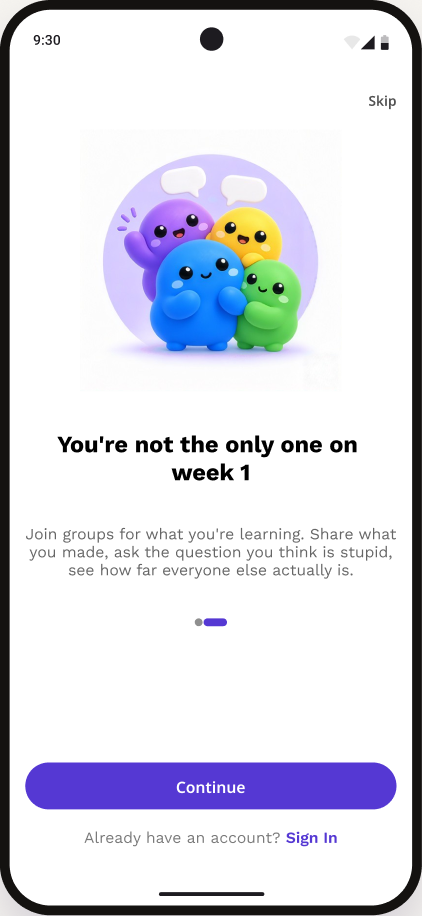 9:30
Skip
You're not the only one on
week 1
Join groups for what you're learning. Share what
you made, ask the question you think is stupid,
see how far everyone else actually is.
Continue
Already have an account? Sign In